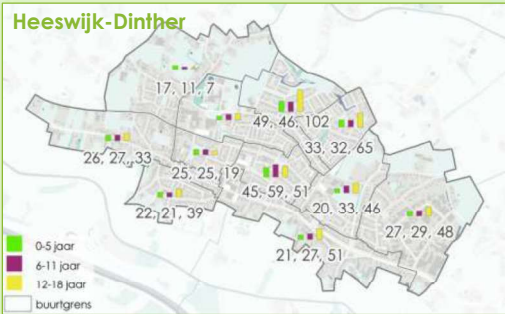 Heeswijk-Dinther
17, 11, 7
49, 46, 102
33, 32, 65
26, 27, 33
25, 25, 19
45, 59, 51
20, 33, 46
22, 21, 39
27, 29, 48
21, 27, 51
0-5 jaar
6-11 jaar
12-18 jaar
buurtgrens